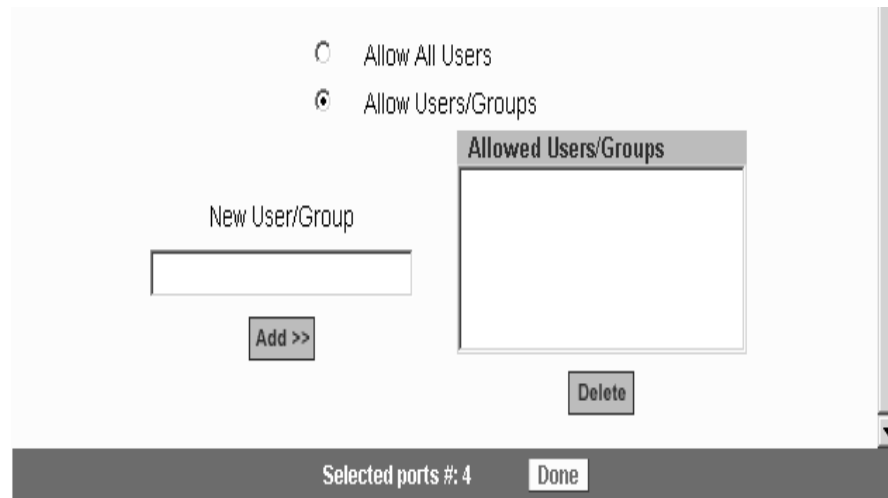 Allow All Users
Allow Users/Groups
Allowed Users/Groups
New User/Group
Add >>
Delete
Selected ports #: 4
Done